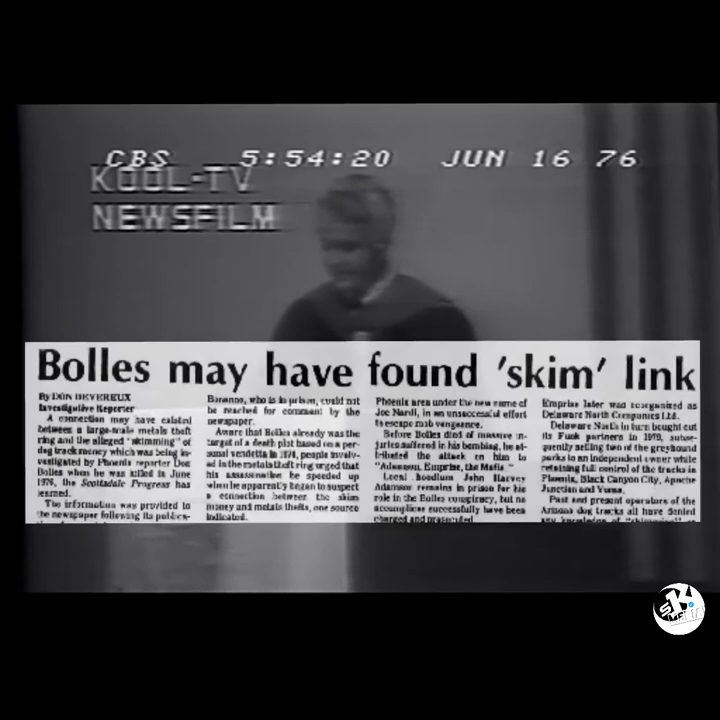 CBS 5:54:20 JUN 16 76
KOOL-TV
NEWSFILM
Bolles may have found 'skim' link
By DON DEVEREUX
Investigative Reporter
A connection may have existed
between a large-scale metals theft
ring and the alleged "skimming" of
dog track money which was being in-
vestigated by Phoenix reporter Don
Bolles when he was killed in June
1976, the Scottsdale Progress has
learned.
The information was provided to
the newspaper following its publica-
Bonanno, who is in prison, could not
be reached for comment by the
newspaper.
Aware that Bolles already was the
target of a death plot based on a per-
sonal vendetta in 1976, people involv-
ed in the metals theft ring urged that
his assassination be speeded up
when he apparently began to suspect
a connection between the skim
money and metals thefts, one source
indicated.
Phoenix area under the new name of
Joe Nardi, in an unsuccessful effort
to escape mob vengeance.
Before Bolles died of massive in-
juries suffered in his bombing, he at-
tributed the attack on him to
"Adamson, Emprise, the Mafia."
Local hoodlum John Harvey
Adamson remains in prison for his
role in the Bolles conspiracy, but no
accomplices successfully have been
charged and prosecuted
Emprise later was reorganized as
Delaware North Companies Ltd.
Delaware North in turn bought out
its Funk partners in 1979, subse-
quently selling two of the greyhound
parks to an independent owner while
retaining full control of the tracks in
Phoenix, Black Canyon City, Apache
Junction and Yuma.
Past and present operators of the
Arizona dog tracks all have denied
any knowledge of "skimming"